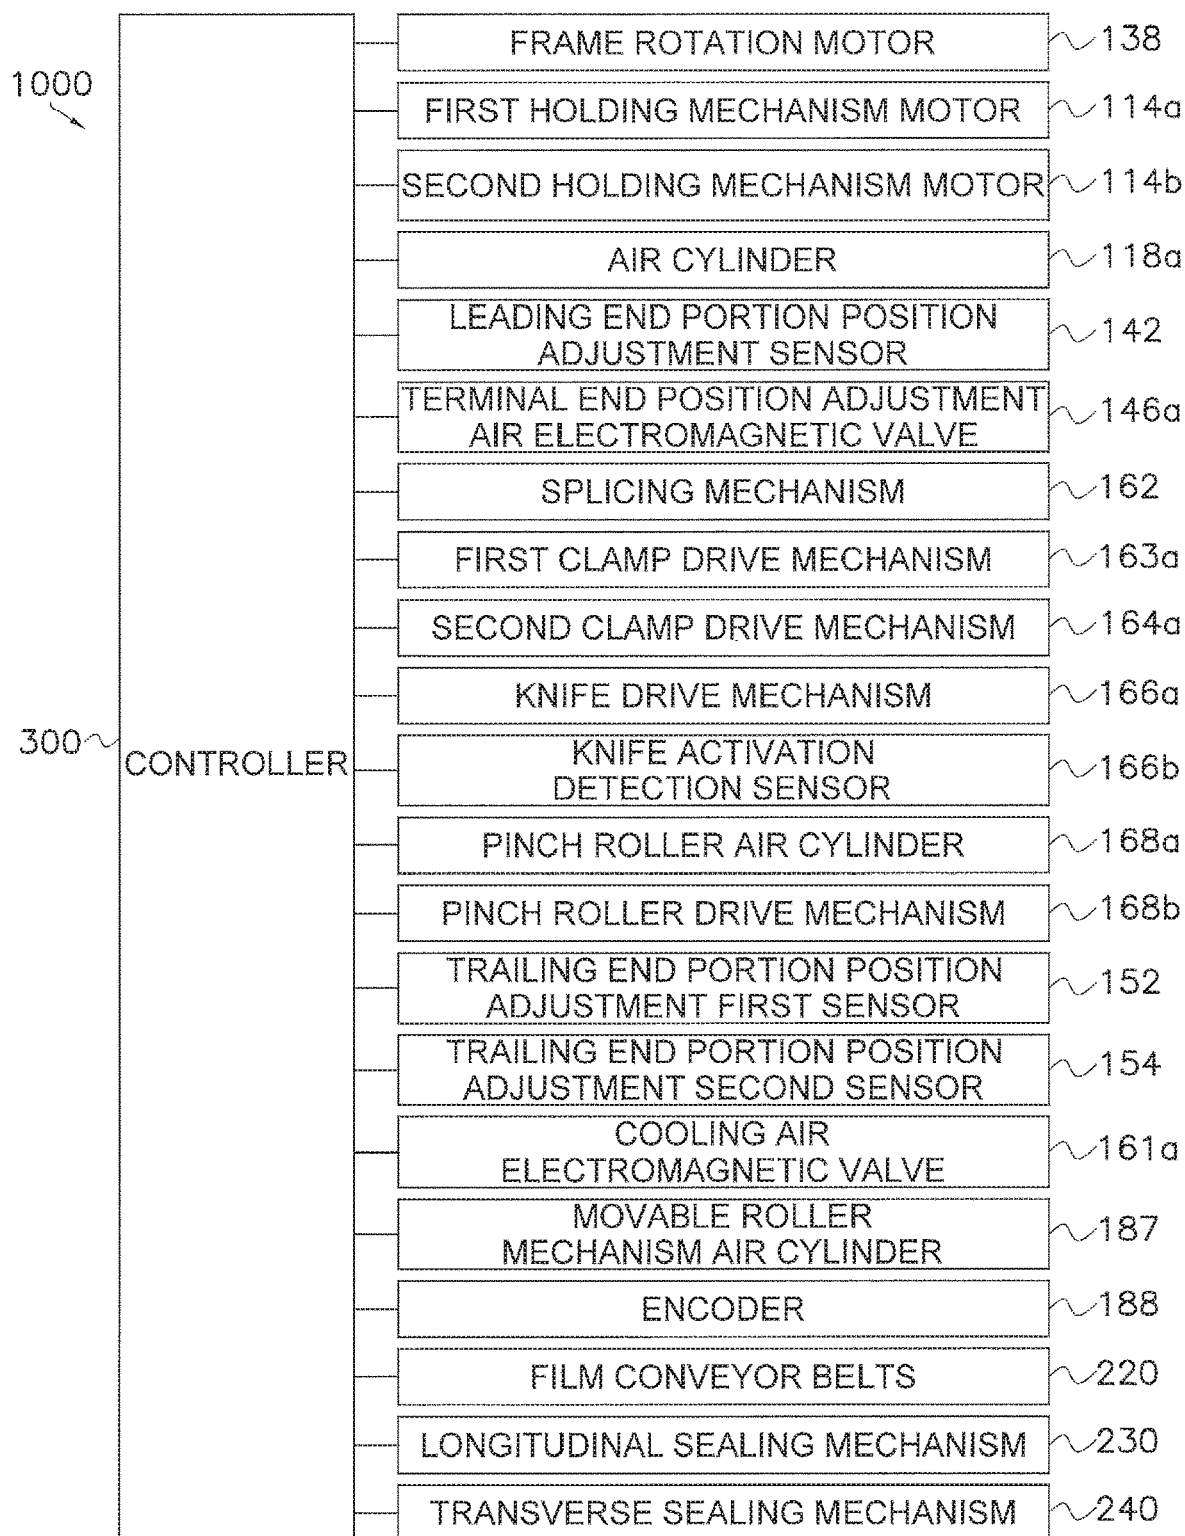 FRAME ROTATION MOTOR 138
1000
FIRST HOLDING MECHANISM MOTOR 114a
SECOND HOLDING MECHANISM MOTOR 114b
AIR CYLINDER 118a
LEADING END PORTION POSITION
ADJUSTMENT SENSOR
142
TERMINAL END POSITION ADJUSTMENT
AIR ELECTROMAGNETIC VALVE
146a
SPLICING MECHANISM 162
FIRST CLAMP DRIVE MECHANISM 163a
SECOND CLAMP DRIVE MECHANISM 164a
KNIFE DRIVE MECHANISM 166a
300
CONTROLLER
KNIFE ACTIVATION
DETECTION SENSOR
166b
PINCH ROLLER AIR CYLINDER 168a
PINCH ROLLER DRIVE MECHANISM 168b
TRAILING END PORTION POSITION
ADJUSTMENT FIRST SENSOR
152
TRAILING END PORTION POSITION
ADJUSTMENT SECOND SENSOR
154
COOLING AIR
ELECTROMAGNETIC VALVE
161a
MOVABLE ROLLER
MECHANISM AIR CYLINDER
187
ENCODER 188
FILM CONVEYOR BELTS 220
LONGITUDINAL SEALING MECHANISM 230
TRANSVERSE SEALING MECHANISM 240